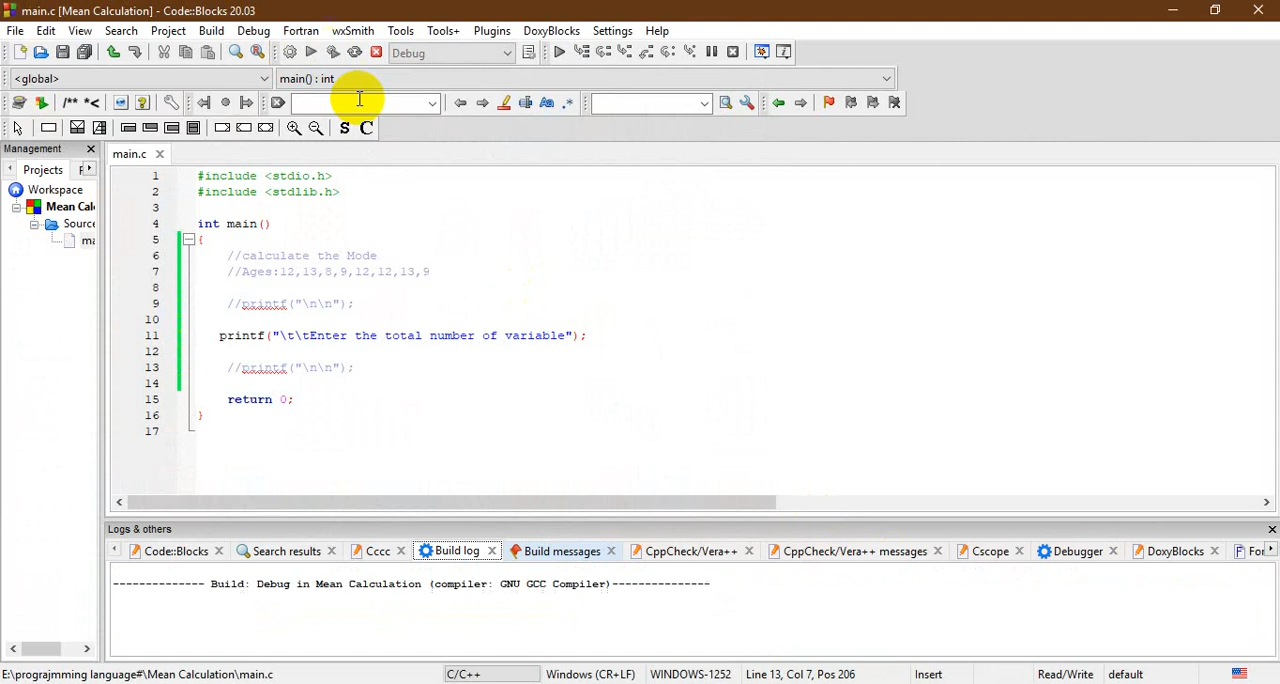 main.c [Mean Calculation] - Code::Blocks 20.03
File Edit View Search Project Build Debug Fortran wxSmith Tools Tools+ Plugins DoxyBlocks Settings Help
Debug
<global> main() : int
/** *<
Aa .*
S C
Management
main.c
Projects
Workspace
Mean Cal
Source
ma
1 #include <stdio.h>
2 #include <stdlib.h>
3
4 int main()
5 {
6 //calculate the Mode
7 //Ages:12,13,8,9,12,12,13,9
8
9 //printf("\n\n");
10
11 printf("\t\tEnter the total number of variable");
12
13 //printf("\n\n");
14
15 return 0;
16 }
17
Logs & others
Code::Blocks Search results Cccc Build log Build messages CppCheck/Vera++ CppCheck/Vera++ messages Cscope Debugger DoxyBlocks For
-------------- Build: Debug in Mean Calculation (compiler: GNU GCC Compiler)---------------
E:\prograjmming language#\Mean Calculation\main.c C/C++ Windows (CR+LF) WINDOWS-1252 Line 13, Col 7, Pos 206 Insert Read/Write default